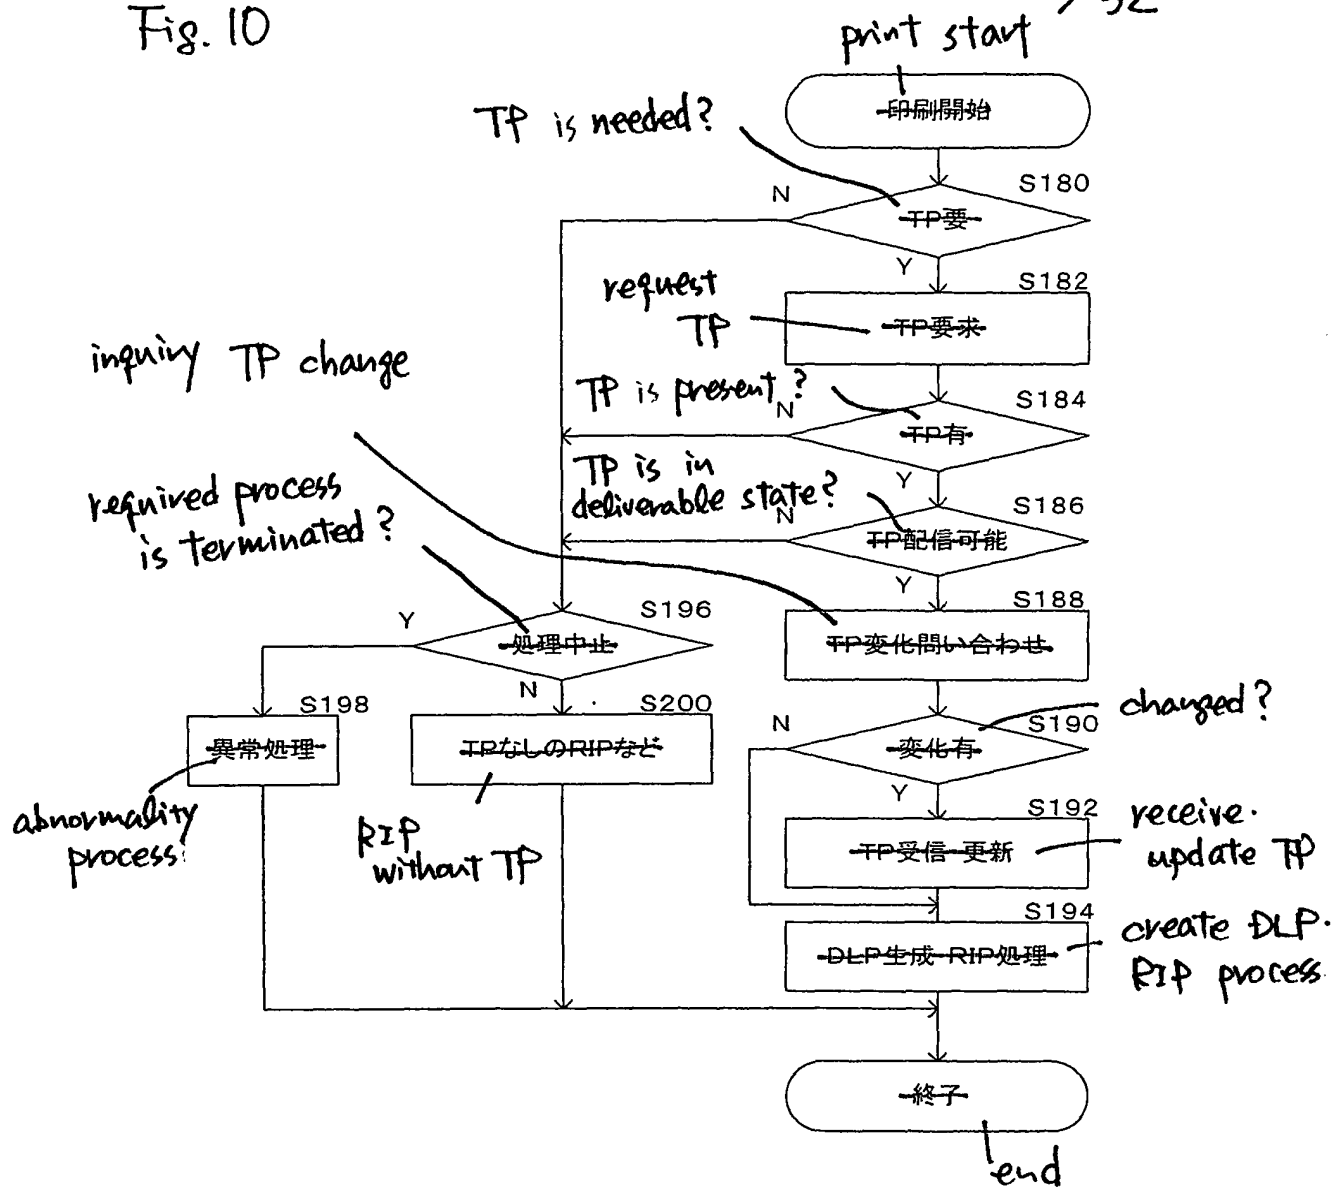 Fig. 10
/52
print start
印刷開始
TP is needed?
S180
N
TP要
Y
S182
request
TP
TP要求
inquiry TP change
TP is present?
S184
N
TP有
Y
TP is in
deliverable state?
S186
N
TP配信可能
Y
required process
is terminated?
S188
TP変化問い合わせ
S196
Y
処理中止
N
changed?
S190
N
変化有
Y
S198
異常処理
S200
TPなしのRIPなど
abnormality
process
RIP
without TP
S192
TP受信・更新
receive・
update TP
S194
DLP生成・RIP処理
create DLP・
RIP process
終了
end